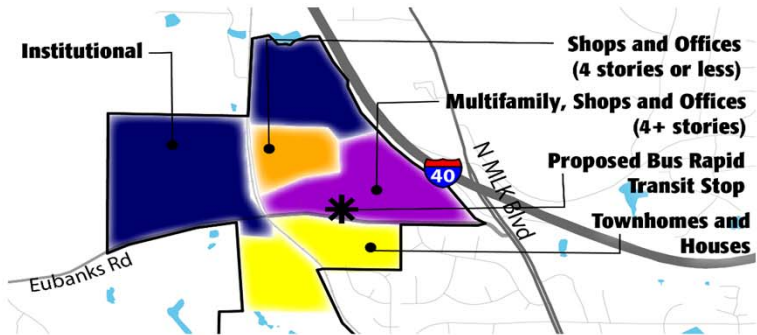 Institutional
Shops and Offices
(4 stories or less)
Multifamily, Shops and Offices
(4+ stories)
Proposed Bus Rapid
Transit Stop
Townhomes and
Houses
40
N MLK Blvd
Eubanks Rd